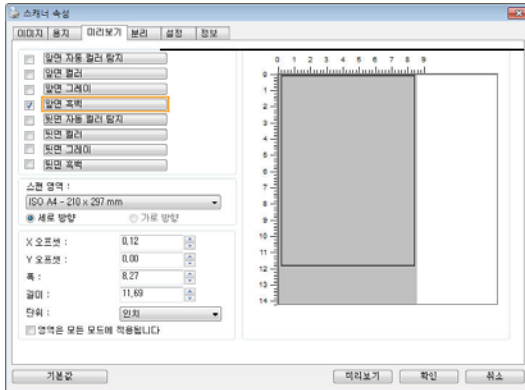 스캐너 속성
이미지 용지 미리보기 분리 설정 정보
앞면 자동 컬러 탐지
앞면 컬러
앞면 그레이
앞면 흑백
뒷면 자동 컬러 탐지
뒷면 컬러
뒷면 그레이
뒷면 흑백
스캔 영역 :
ISO A4 - 210 x 297 mm
세로 방향 가로 방향
X 오프셋 : 0,12
Y 오프셋 : 0,00
폭 : 8,27
길이 : 11,69
단위 : 인치
영역은 모든 모드에 적용됩니다
0 1 2 3 4 5 6 7 8 9
0
1
2
3
4
5
6
7
8
9
10
11
12
13
14
기본값 미리보기 확인 취소